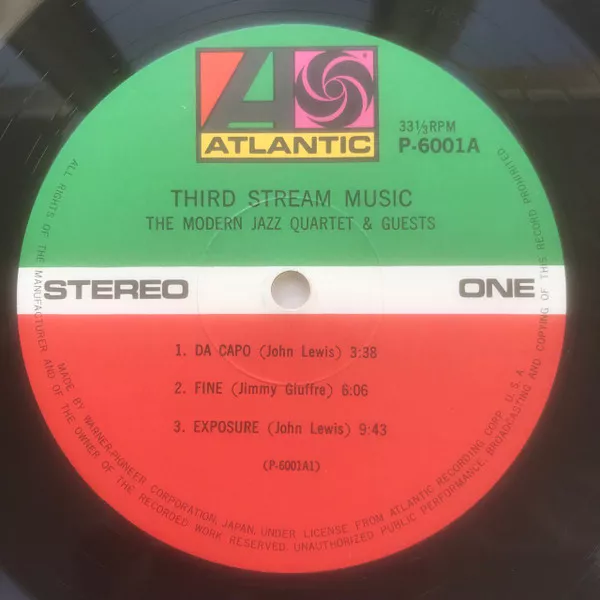 ATLANTIC
33⅓ RPM
P-6001A
THIRD STREAM MUSIC
THE MODERN JAZZ QUARTET & GUESTS
STEREO
ONE
1. DA CAPO (John Lewis) 3:38
2. FINE (Jimmy Giuffre) 6:06
3. EXPOSURE (John Lewis) 9:43
(P-6001A1)
MADE BY WARNER-PIONEER CORPORATION, JAPAN, UNDER LICENSE FROM ATLANTIC RECORDING CORP., U.S.A.
ALL RIGHTS OF THE MANUFACTURER AND OF THE OWNER OF THE RECORDED WORK RESERVED. UNAUTHORIZED PUBLIC PERFORMANCE, BROADCASTING AND COPYING OF THIS RECORD PROHIBITED